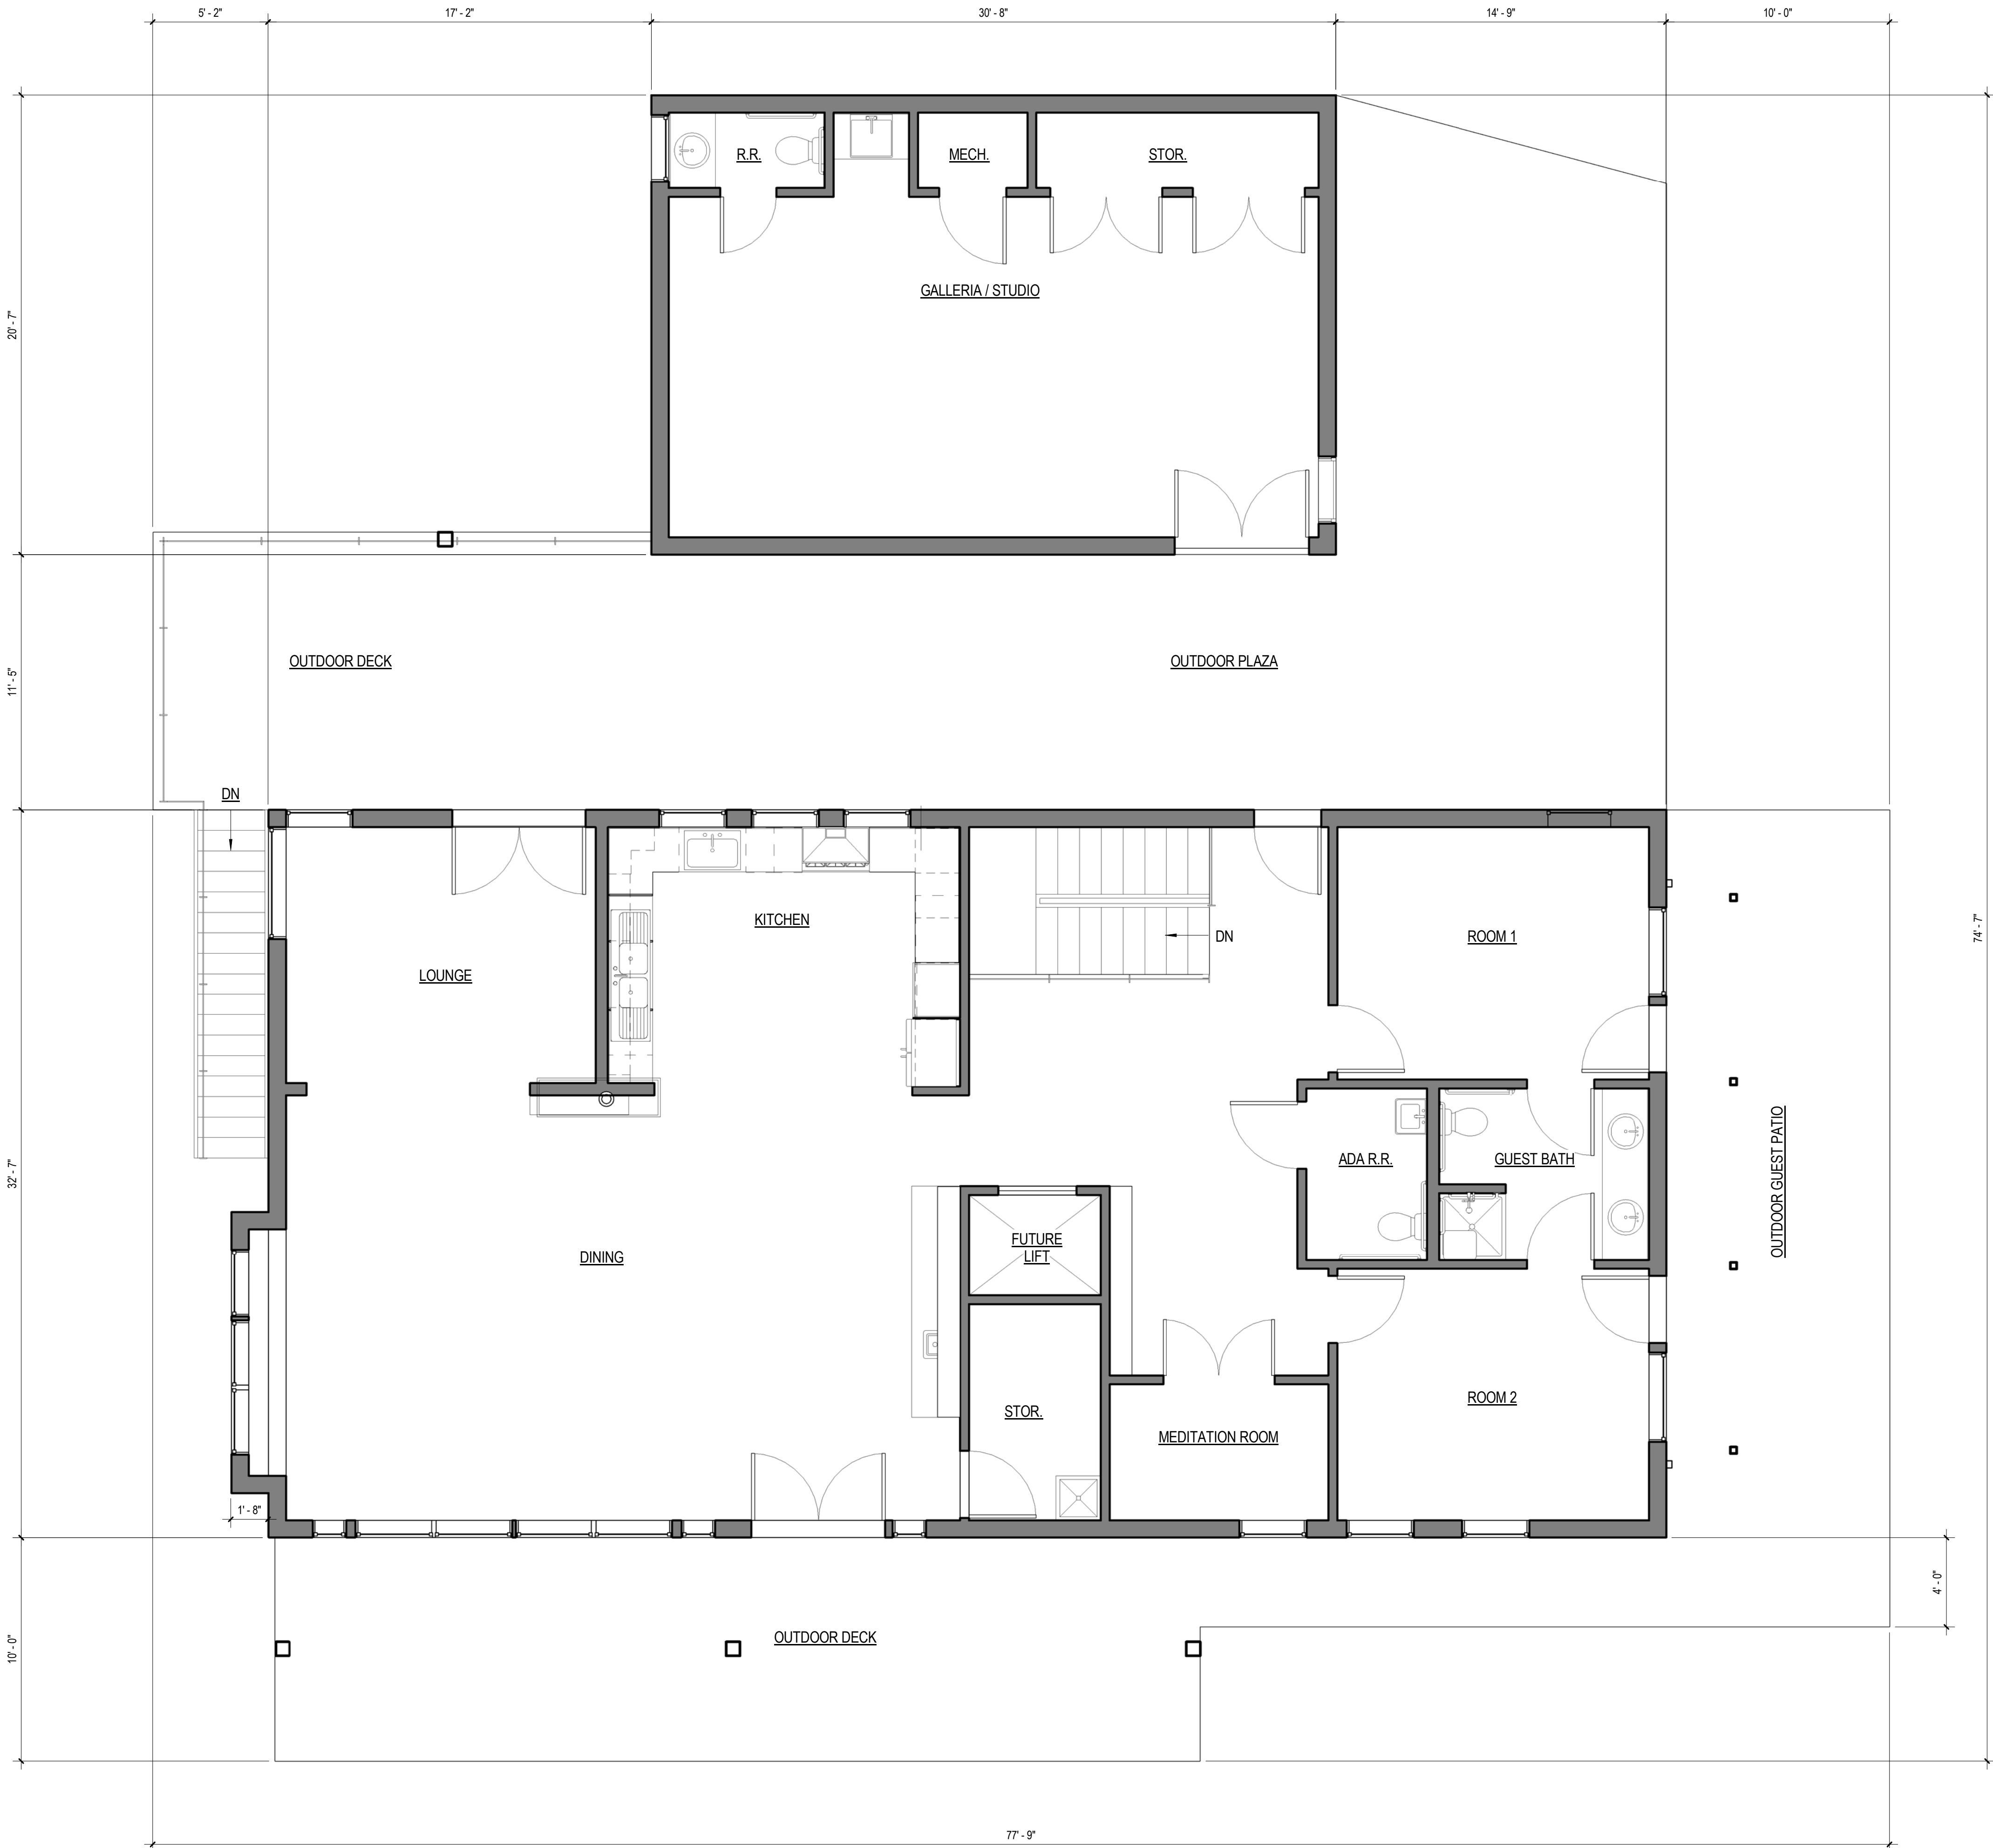 5' - 2"
17' - 2"
30' - 8"
14' - 9"
10' - 0"
R.R.
MECH.
STOR.
GALLERIA / STUDIO
20' - 7"
OUTDOOR DECK
OUTDOOR PLAZA
11' - 5"
DN
74' - 7"
KITCHEN
DN
ROOM 1
LOUNGE
32' - 7"
ADA R.R.
GUEST BATH
OUTDOOR GUEST PATIO
FUTURE
LIFT
DINING
ROOM 2
STOR.
MEDITATION ROOM
1' - 8"
4' - 0"
OUTDOOR DECK
10' - 0"
77' - 9"